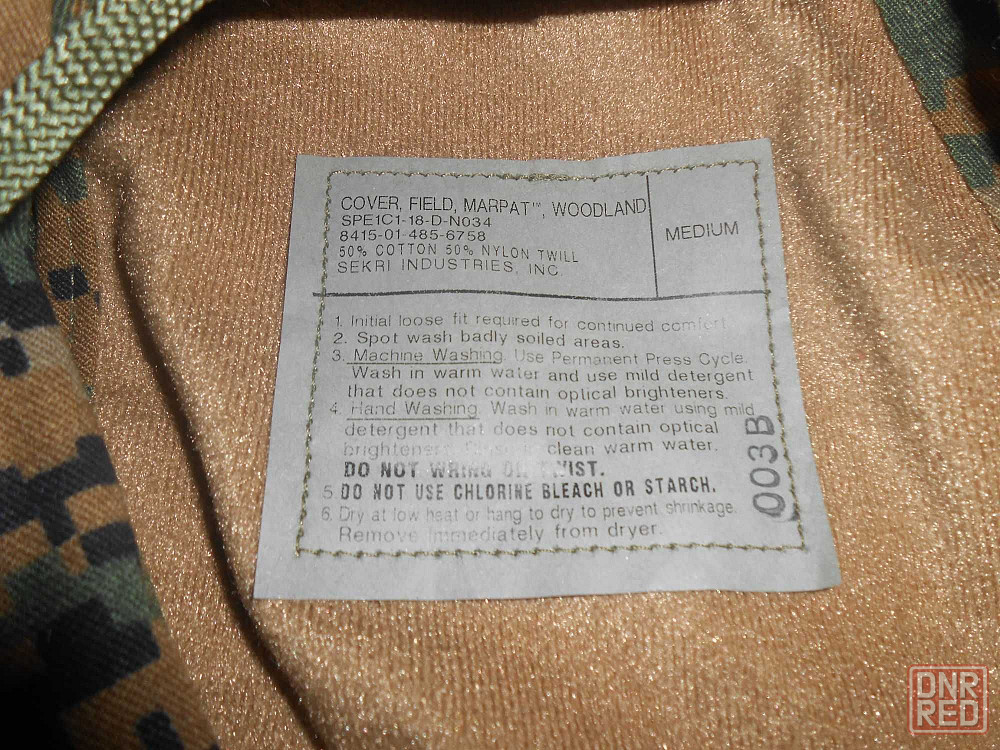 COVER, FIELD, MARPAT™, WOODLAND
SPE1C1-18-D-N034
8415-01-485-6758
50% COTTON 50% NYLON TWILL
SEKRI INDUSTRIES, INC.
MEDIUM
1. Initial loose fit required for continued comfort
2. Spot wash badly soiled areas.
3. Machine Washing. Use Permanent Press Cycle.
Wash in warm water and use mild detergent
that does not contain optical brighteners.
4. Hand Washing. Wash in warm water using mild
detergent that does not contain optical
clean warm water.
DO NOT WRING OR TWIST.
5. DO NOT USE CHLORINE BLEACH OR STARCH.
6. Dry at low heat or hang to dry to prevent shrinkage.
Remove immediately from dryer.
003B
DNR
RED